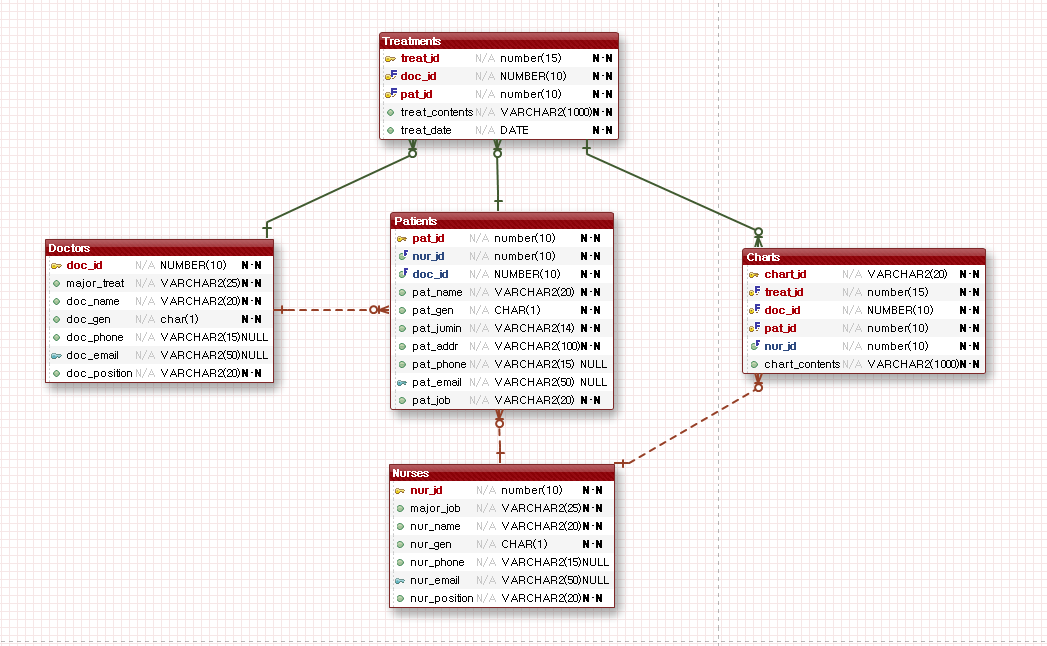 Treatments
treat_id N/A number(15) N-N
doc_id N/A NUMBER(10) N-N
pat_id N/A number(10) N-N
treat_contents N/A VARCHAR2(1000) N-N
treat_date N/A DATE N-N
Doctors
doc_id N/A NUMBER(10) N-N
major_treat N/A VARCHAR2(25) N-N
doc_name N/A VARCHAR2(20) N-N
doc_gen N/A char(1) N-N
doc_phone N/A VARCHAR2(15) NULL
doc_email N/A VARCHAR2(50) NULL
doc_position N/A VARCHAR2(20) N-N
Patients
pat_id N/A number(10) N-N
nur_id N/A number(10) N-N
doc_id N/A NUMBER(10) N-N
pat_name N/A VARCHAR2(20) N-N
pat_gen N/A CHAR(1) N-N
pat_jumin N/A VARCHAR2(14) N-N
pat_addr N/A VARCHAR2(100) N-N
pat_phone N/A VARCHAR2(15) NULL
pat_email N/A VARCHAR2(50) NULL
pat_job N/A VARCHAR2(20) N-N
Charts
chart_id N/A VARCHAR2(20) N-N
treat_id N/A number(15) N-N
doc_id N/A NUMBER(10) N-N
pat_id N/A number(10) N-N
nur_id N/A number(10) N-N
chart_contents N/A VARCHAR2(1000) N-N
Nurses
nur_id N/A number(10) N-N
major_job N/A VARCHAR2(25) N-N
nur_name N/A VARCHAR2(20) N-N
nur_gen N/A CHAR(1) N-N
nur_phone N/A VARCHAR2(15) NULL
nur_email N/A VARCHAR2(50) NULL
nur_position N/A VARCHAR2(20) N-N